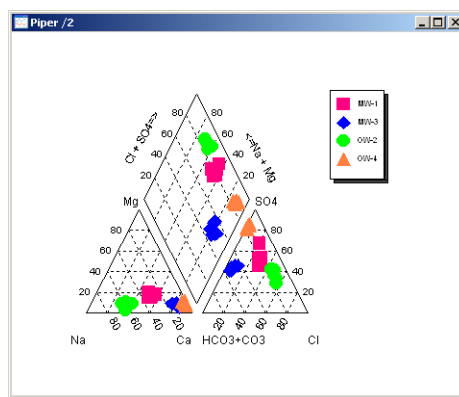 Piper /2
MW-1
MW-3
OW-2
OW-4
80 80
60 60
40 40
20 20
Cl + SO4=>
<=Na + Mg
Mg SO4
80 80
60 60
40 40
20 20
80 60 40 20
20 40 60 80
Na Ca HCO3+CO3 Cl